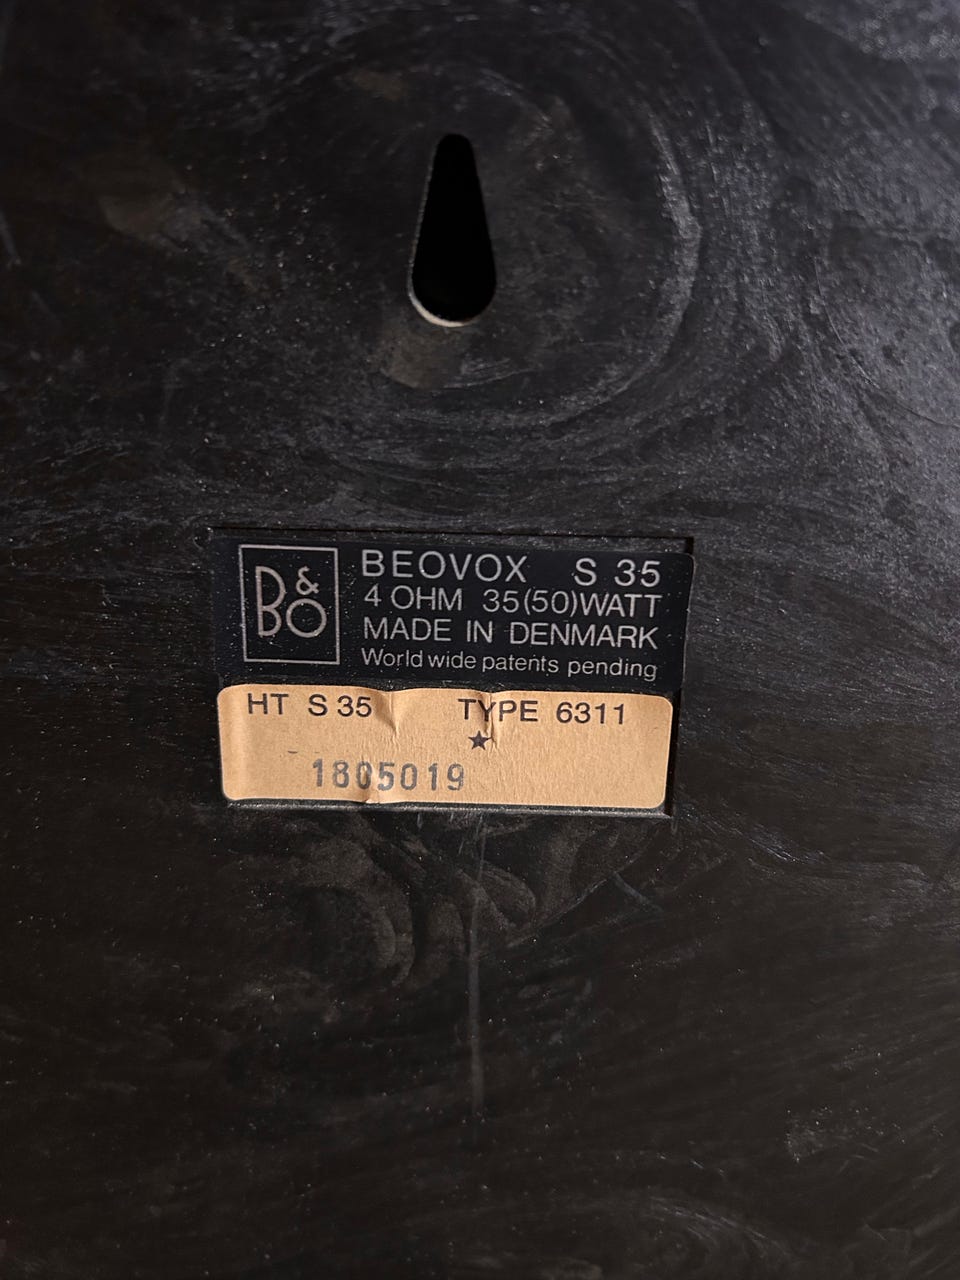 B&O
BEOVOX S 35
4 OHM 35(50)WATT
MADE IN DENMARK
World wide patents pending
HT S 35 TYPE 6311
★
1805019